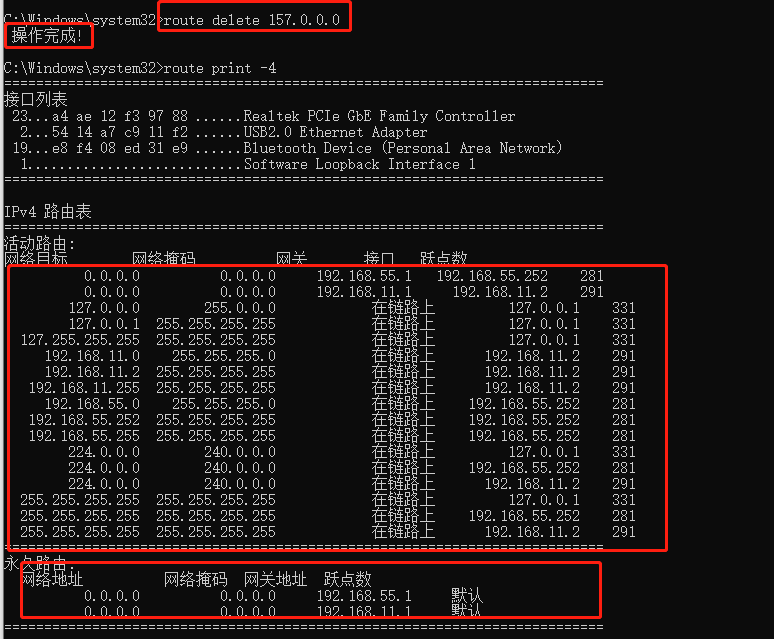 C:\Windows\system32>route delete 157.0.0.0
操作完成!
C:\Windows\system32>route print -4
===========================================================================
接口列表
23...a4 ae 12 f3 97 88 ......Realtek PCIe GbE Family Controller
2...54 14 a7 c9 11 f2 ......USB2.0 Ethernet Adapter
19...e8 f4 08 ed 31 e9 ......Bluetooth Device (Personal Area Network)
1...........................Software Loopback Interface 1
===========================================================================
IPv4 路由表
===========================================================================
活动路由:
网络目标 网络掩码 网关 接口 跃点数
0.0.0.0 0.0.0.0 192.168.55.1 192.168.55.252 281
0.0.0.0 0.0.0.0 192.168.11.1 192.168.11.2 291
127.0.0.0 255.0.0.0 在链路上 127.0.0.1 331
127.0.0.1 255.255.255.255 在链路上 127.0.0.1 331
127.255.255.255 255.255.255.255 在链路上 127.0.0.1 331
192.168.11.0 255.255.255.0 在链路上 192.168.11.2 291
192.168.11.2 255.255.255.255 在链路上 192.168.11.2 291
192.168.11.255 255.255.255.255 在链路上 192.168.11.2 291
192.168.55.0 255.255.255.0 在链路上 192.168.55.252 281
192.168.55.252 255.255.255.255 在链路上 192.168.55.252 281
192.168.55.255 255.255.255.255 在链路上 192.168.55.252 281
224.0.0.0 240.0.0.0 在链路上 127.0.0.1 331
224.0.0.0 240.0.0.0 在链路上 192.168.55.252 281
224.0.0.0 240.0.0.0 在链路上 192.168.11.2 291
255.255.255.255 255.255.255.255 在链路上 127.0.0.1 331
255.255.255.255 255.255.255.255 在链路上 192.168.55.252 281
255.255.255.255 255.255.255.255 在链路上 192.168.11.2 291
===========================================================================
永久路由:
网络地址 网络掩码 网关地址 跃点数
0.0.0.0 0.0.0.0 192.168.55.1 默认
0.0.0.0 0.0.0.0 192.168.11.1 默认
===========================================================================